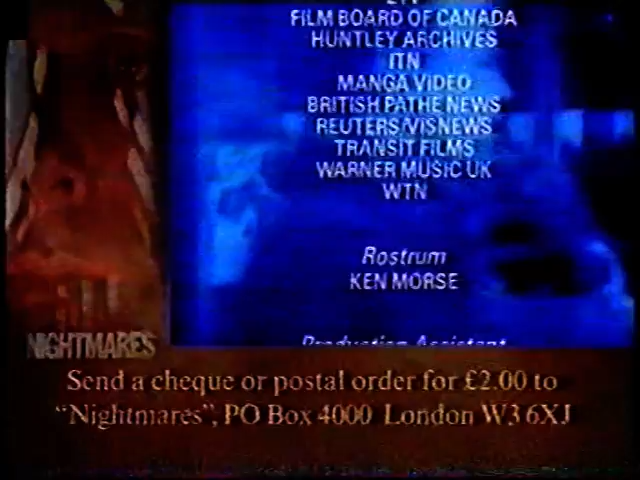 FILM BOARD OF CANADA
HUNTLEY ARCHIVES
ITN
MANGA VIDEO
BRITISH PATHE NEWS
REUTERS/VISNEWS
TRANSIT FILMS
WARNER MUSIC UK
WTN
Rostrum
KEN MORSE
Production Assistant
NIGHTMARES
Send a cheque or postal order for £2.00 to
“Nightmares”, PO Box 4000 London W3 6XJ